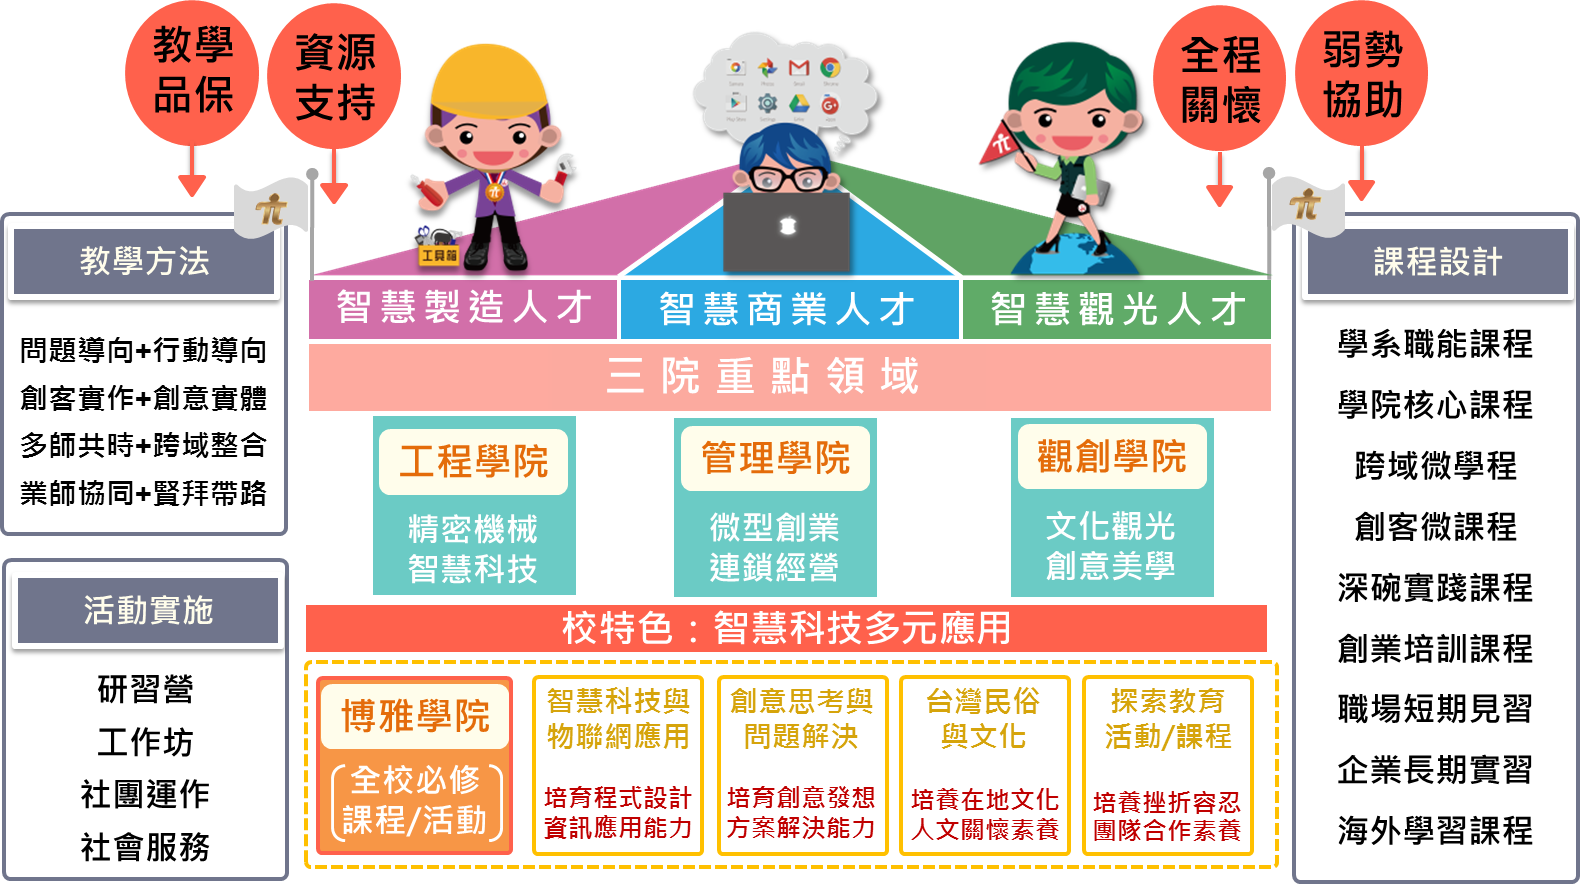 教學
品保
資源
支持
全程
關懷
弱勢
協助
教學方法
問題導向+行動導向
創客實作+創意實體
多師共時+跨域整合
業師協同+賢拜帶路
活動實施
研習營
工作坊
社團運作
社會服務
工具箱
智慧製造人才
智慧商業人才
智慧觀光人才
三院重點領域
工程學院
精密機械
智慧科技
管理學院
微型創業
連鎖經營
觀創學院
文化觀光
創意美學
校特色：智慧科技多元應用
博雅學院
全校必修
課程/活動
智慧科技與
物聯網應用
培育程式設計
資訊應用能力
創意思考與
問題解決
培育創意發想
方案解決能力
台灣民俗
與文化
培養在地文化
人文關懷素養
探索教育
活動/課程
培養挫折容忍
團隊合作素養
課程設計
學系職能課程
學院核心課程
跨域微學程
創客微課程
深碗實踐課程
創業培訓課程
職場短期見習
企業長期實習
海外學習課程